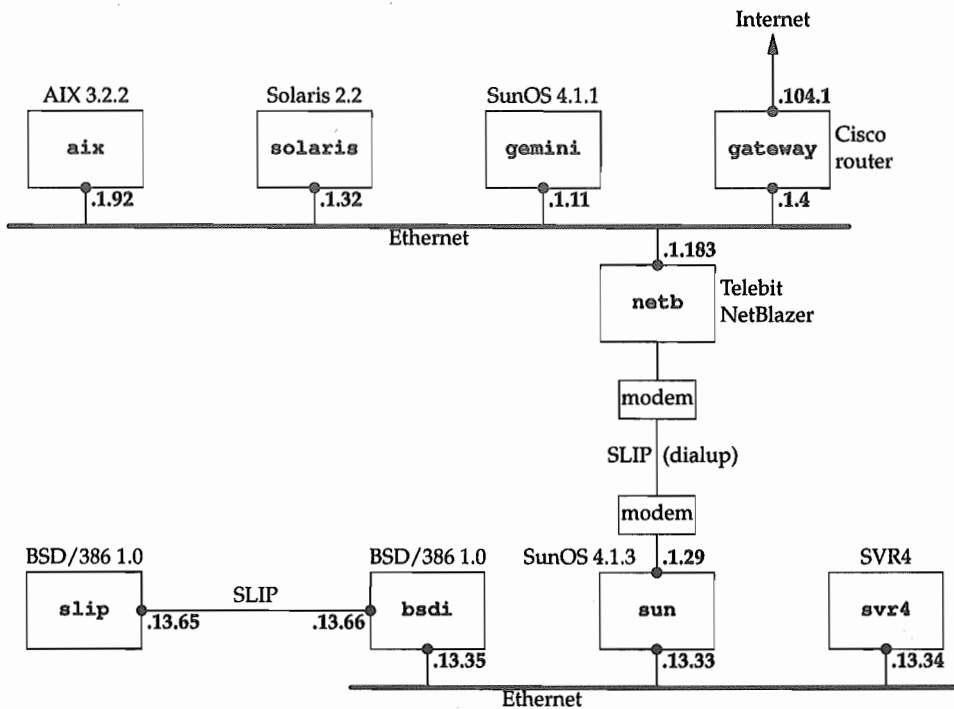 Internet
AIX 3.2.2
Solaris 2.2
SunOS 4.1.1
.104.1
aix
solaris
gemini
gateway
Cisco
router
.1.92
.1.32
.1.11
.1.4
Ethernet
.1.183
netb
Telebit
NetBlazer
modem
SLIP (dialup)
modem
BSD/386 1.0
BSD/386 1.0
SunOS 4.1.3
.1.29
SVR4
slip
SLIP
bsdi
sun
svr4
.13.65
.13.66
.13.35
.13.33
.13.34
Ethernet